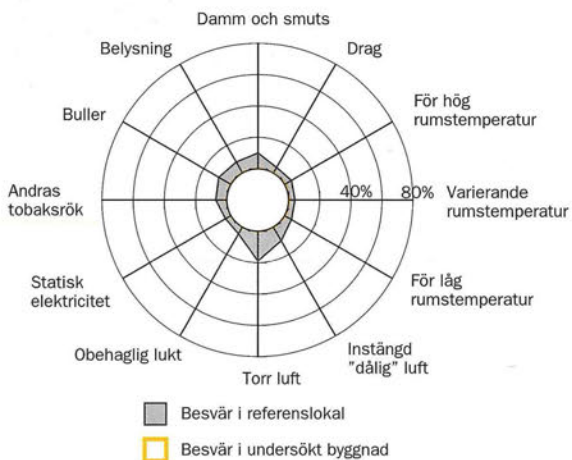 Damm och smuts
Belysning
Drag
Buller
För hög
rumstemperatur
Andras
tobaksrök
40%
80%
Varierande
rumstemperatur
Statisk
elektricitet
För låg
rumstemperatur
Obehaglig lukt
Torr luft
Instängd
"dålig" luft
Besvär i referenslokal
Besvär i undersökt byggnad